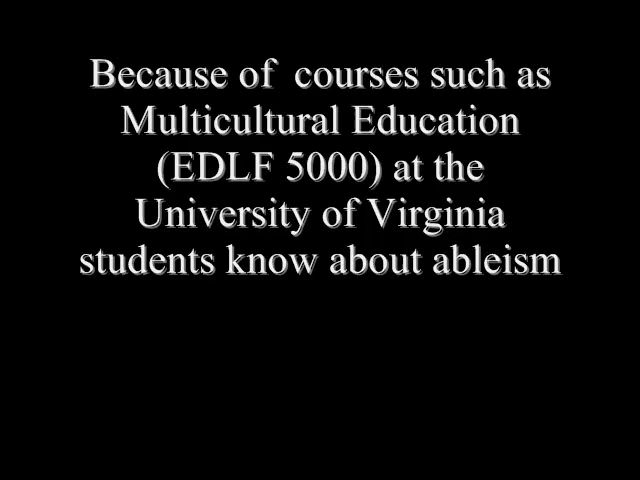 Because of  courses such as
Multicultural Education
(EDLF 5000) at the
University of Virginia
students know about ableism